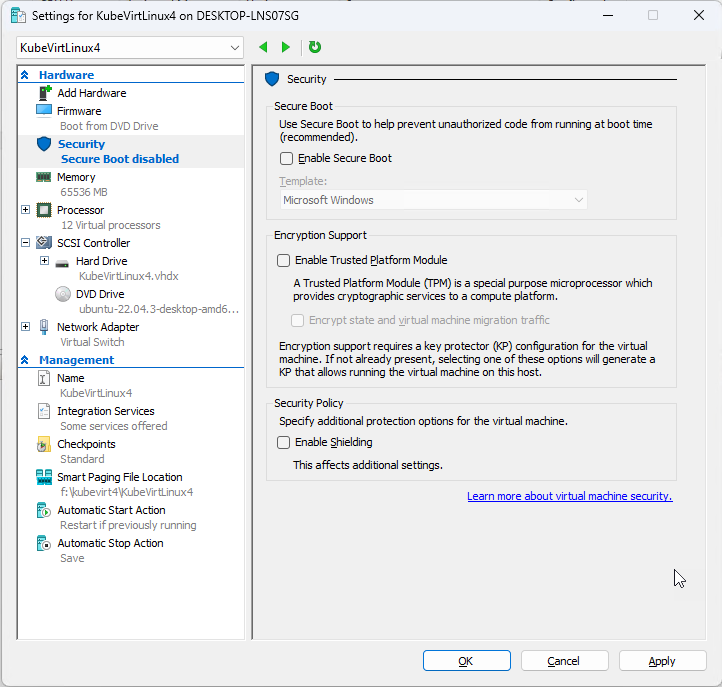 Settings for KubeVirtLinux4 on DESKTOP-LNS07SG
KubeVirtLinux4
Hardware
Add Hardware
Firmware
Boot from DVD Drive
Security
Secure Boot disabled
Memory
65536 MB
Processor
12 Virtual processors
SCSI Controller
Hard Drive
KubeVirtLinux4.vhdx
DVD Drive
ubuntu-22.04.3-desktop-amd6...
Network Adapter
Virtual Switch
Management
Name
KubeVirtLinux4
Integration Services
Some services offered
Checkpoints
Standard
Smart Paging File Location
f:\kubevirt4\KubeVirtLinux4
Automatic Start Action
Restart if previously running
Automatic Stop Action
Save
Security
Secure Boot
Use Secure Boot to help prevent unauthorized code from running at boot time
(recommended).
Enable Secure Boot
Template:
Microsoft Windows
Encryption Support
Enable Trusted Platform Module
A Trusted Platform Module (TPM) is a special purpose microprocessor which
provides cryptographic services to a compute platform.
Encrypt state and virtual machine migration traffic
Encryption support requires a key protector (KP) configuration for the virtual
machine. If not already present, selecting one of these options will generate a
KP that allows running the virtual machine on this host.
Security Policy
Specify additional protection options for the virtual machine.
Enable Shielding
This affects additional settings.
Learn more about virtual machine security.
OK
Cancel
Apply